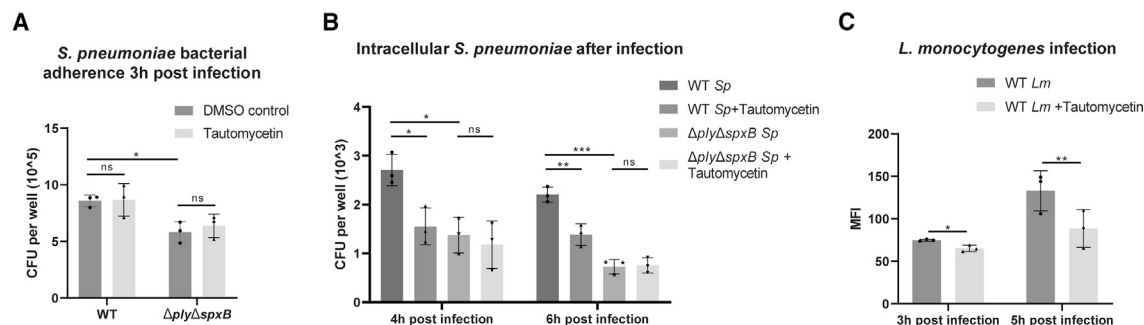 A
S. pneumoniae bacterial
adherence 3h post infection
DMSO control
Tautomycetin
CFU per well (10^5)
15
10
5
0
*
ns
ns
WT
ΔplyΔspxB
B
Intracellular S. pneumoniae after infection
WT Sp
WT Sp+Tautomycetin
ΔplyΔspxB Sp
ΔplyΔspxB Sp +
Tautomycetin
CFU per well (10^3)
4
3
2
1
0
*
*
ns
***
**
ns
4h post infection
6h post infection
C
L. monocytogenes infection
WT Lm
WT Lm +Tautomycetin
MFI
200
150
100
50
0
*
**
3h post infection
5h post infection